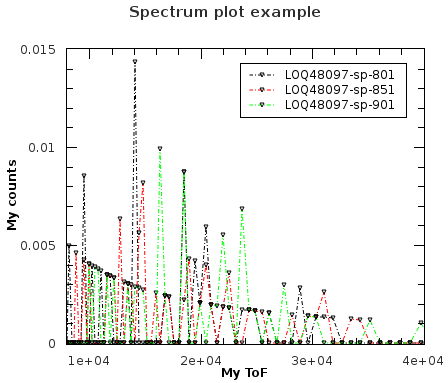 Spectrum plot example
0.015
LOQ48097-sp-801
LOQ48097-sp-851
LOQ48097-sp-901
0.01
My counts
0.005
0
1e+04 2e+04 3e+04 4e+04
My ToF